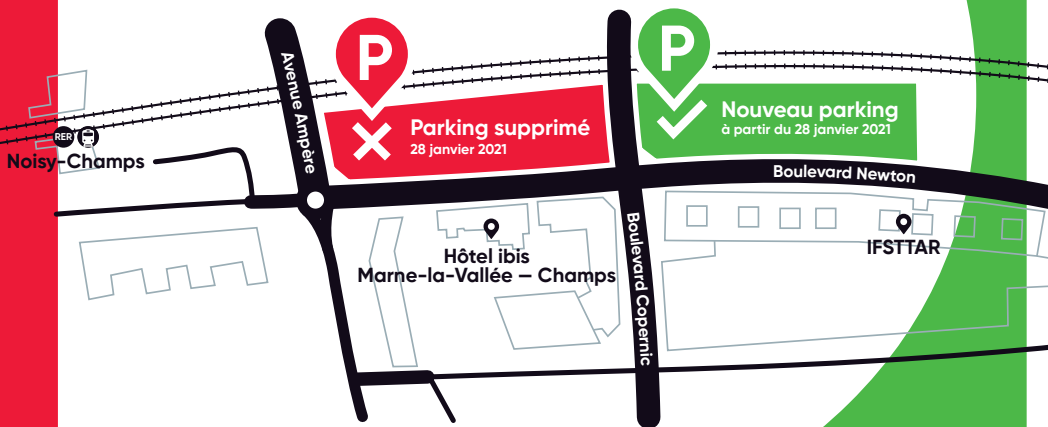 P
P
Avenue Ampère
Parking supprimé
28 janvier 2021
Nouveau parking
à partir du 28 janvier 2021
RER
Noisy-Champs
Boulevard Newton
Boulevard Copernic
IFSTTAR
Hôtel ibis
Marne-la-Vallée — Champs